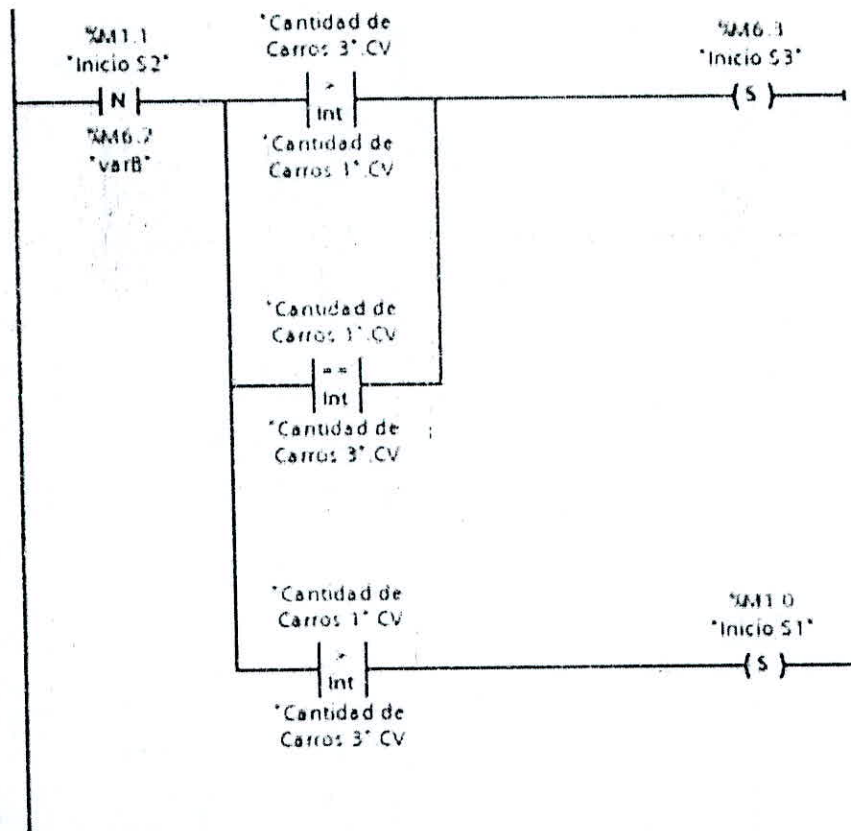 %M1.1
"Inicio S2"
N
%M6.2
"varB"
"Cantidad de
Carros 3".CV
>
Int
"Cantidad de
Carros 1".CV
%M6.3
"Inicio S3"
S
"Cantidad de
Carros 1".CV
==
Int
"Cantidad de
Carros 3".CV
"Cantidad de
Carros 1".CV
>
Int
"Cantidad de
Carros 3".CV
%M1.0
"Inicio S1"
S